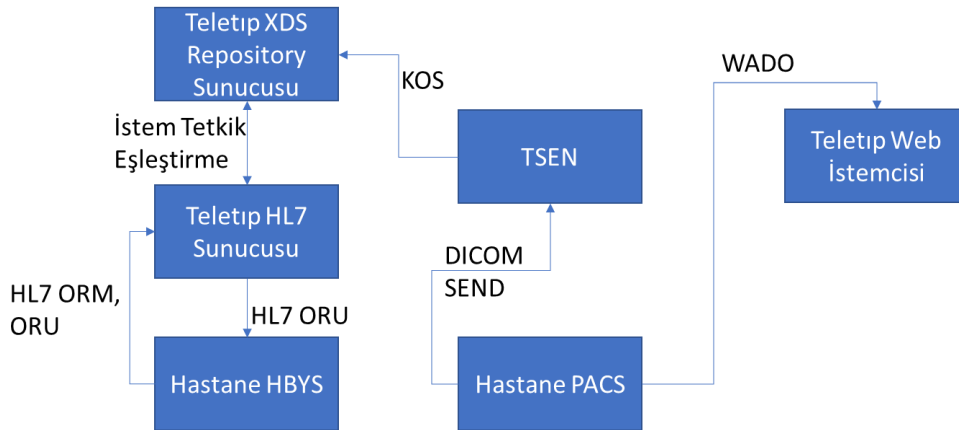 Teletıp XDS
Repository
Sunucusu
KOS
WADO
İstem Tetkik
Eşleştirme
TSEN
Teletıp Web
İstemcisi
Teletıp HL7
Sunucusu
DICOM
SEND
HL7 ORM,
ORU
HL7 ORU
Hastane HBYS
Hastane PACS